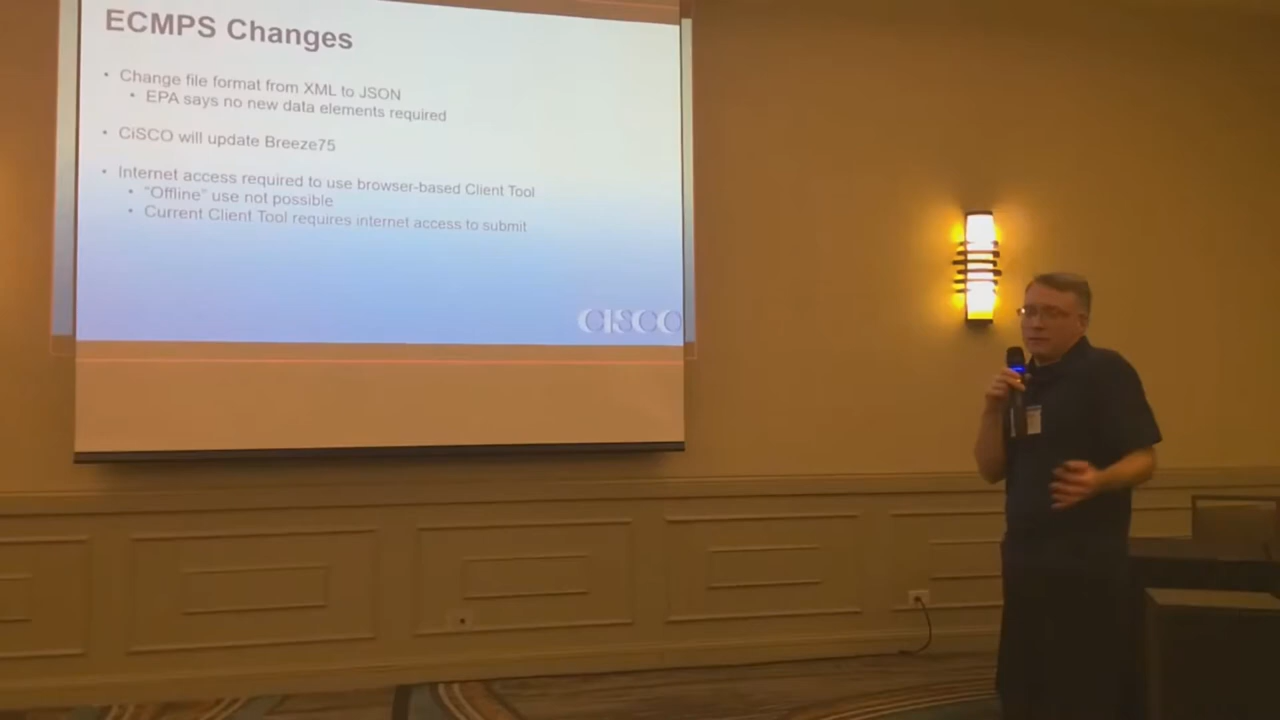 ECMPS Changes
• Change file format from XML to JSON
• EPA says no new data elements required
• CiSCO will update Breeze75
• Internet access required to use browser-based Client Tool
• "Offline" use not possible
• Current Client Tool requires internet access to submit
CISCO